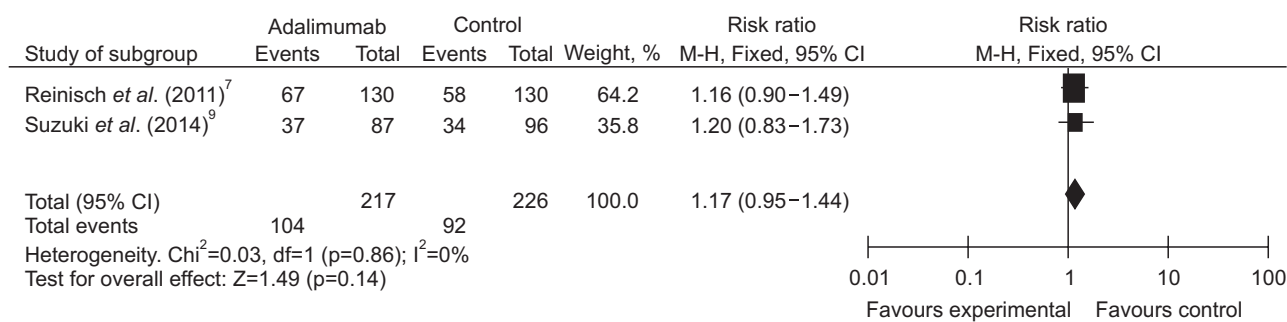 Adalimumab Control Risk ratio Risk ratio
Study of subgroup Events Total Events Total Weight, % M-H, Fixed, 95% CI M-H, Fixed, 95% CI
Reinisch et al. (2011)7 67 130 58 130 64.2 1.16 (0.90−1.49)
Suzuki et al. (2014)9 37 87 34 96 35.8 1.20 (0.83−1.73)
Total (95% CI) 217 226 100.0 1.17 (0.95−1.44)
Total events 104 92
Heterogeneity. Chi2=0.03, df=1 (p=0.86); I2=0%
Test for overall effect: Z=1.49 (p=0.14)
0.01 0.1 1 10 100
Favours experimental Favours control